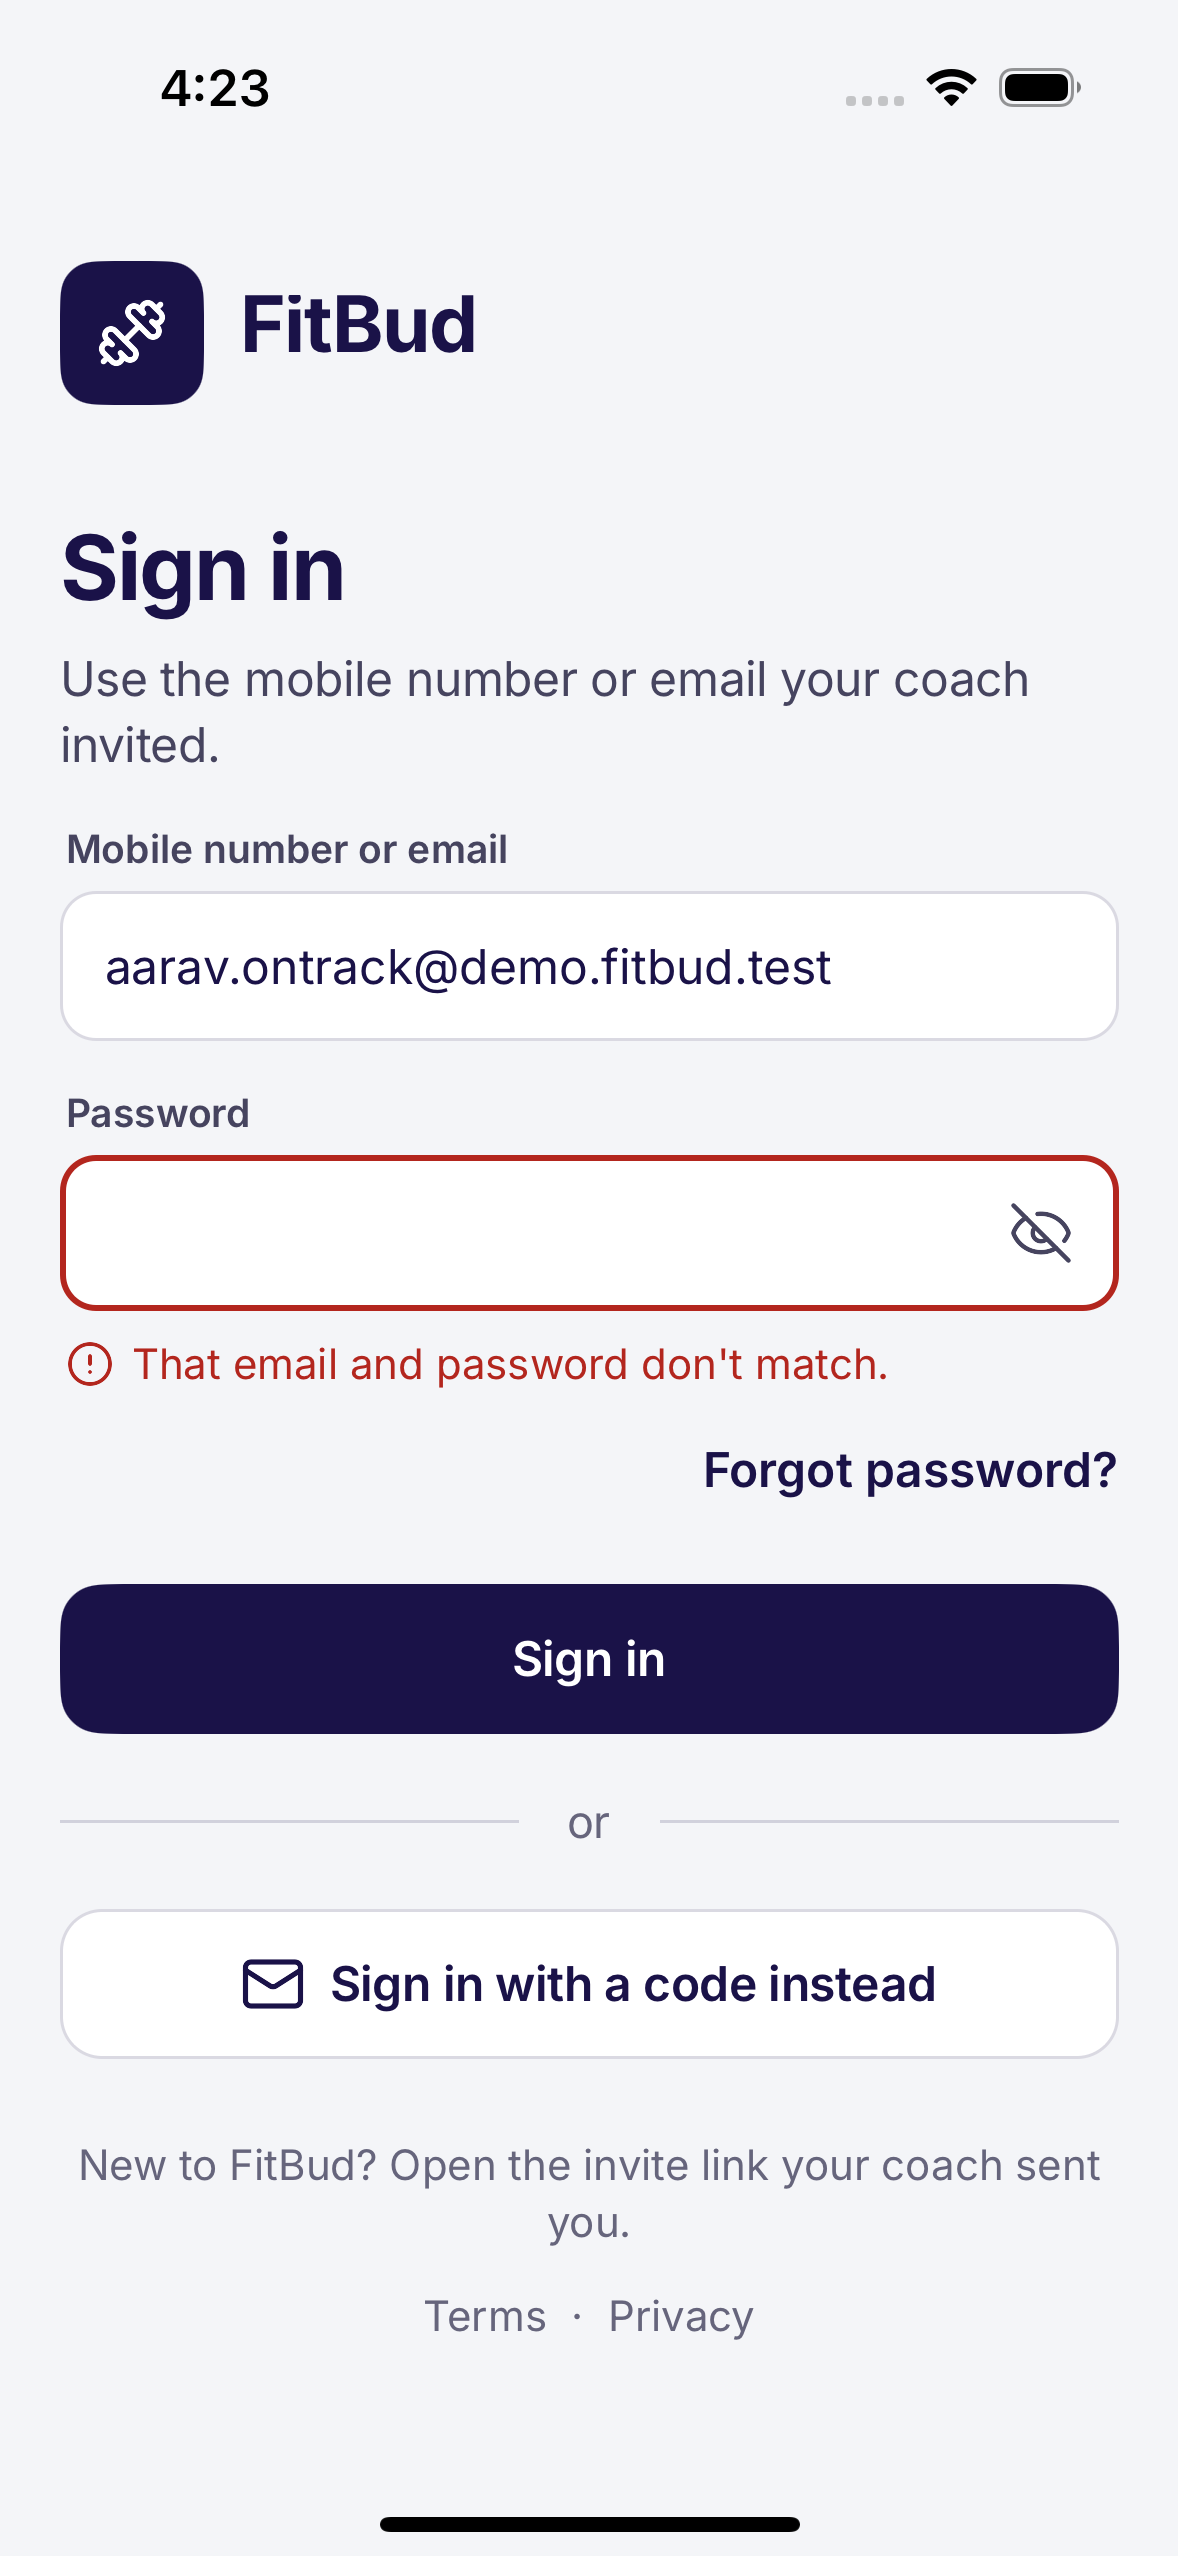 4:23
FitBud
Sign in
Use the mobile number or email your coach
invited.
Mobile number or email
aarav.ontrack@demo.fitbud.test
Password
That email and password don't match.
Forgot password?
Sign in
or
Sign in with a code instead
New to FitBud? Open the invite link your coach sent
you.
Terms · Privacy